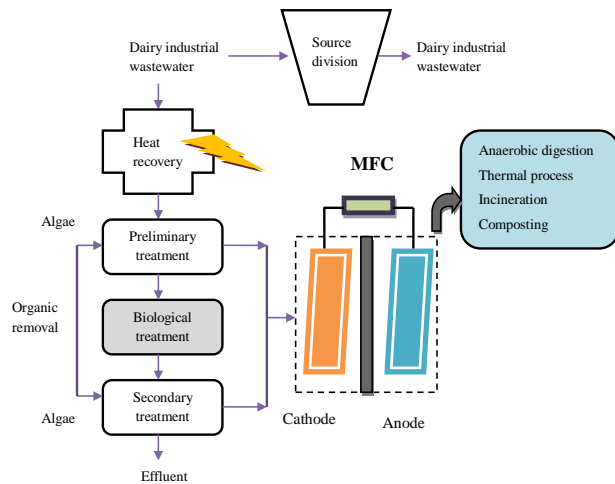 Dairy industrial
wastewater
Source
division
Dairy industrial
wastewater
Heat
recovery
MFC
Anaerobic digestion
Thermal process
Incineration
Composting
Algae
Preliminary
treatment
Organic
removal
Biological
treatment
Algae
Secondary
treatment
Cathode
Anode
Effluent